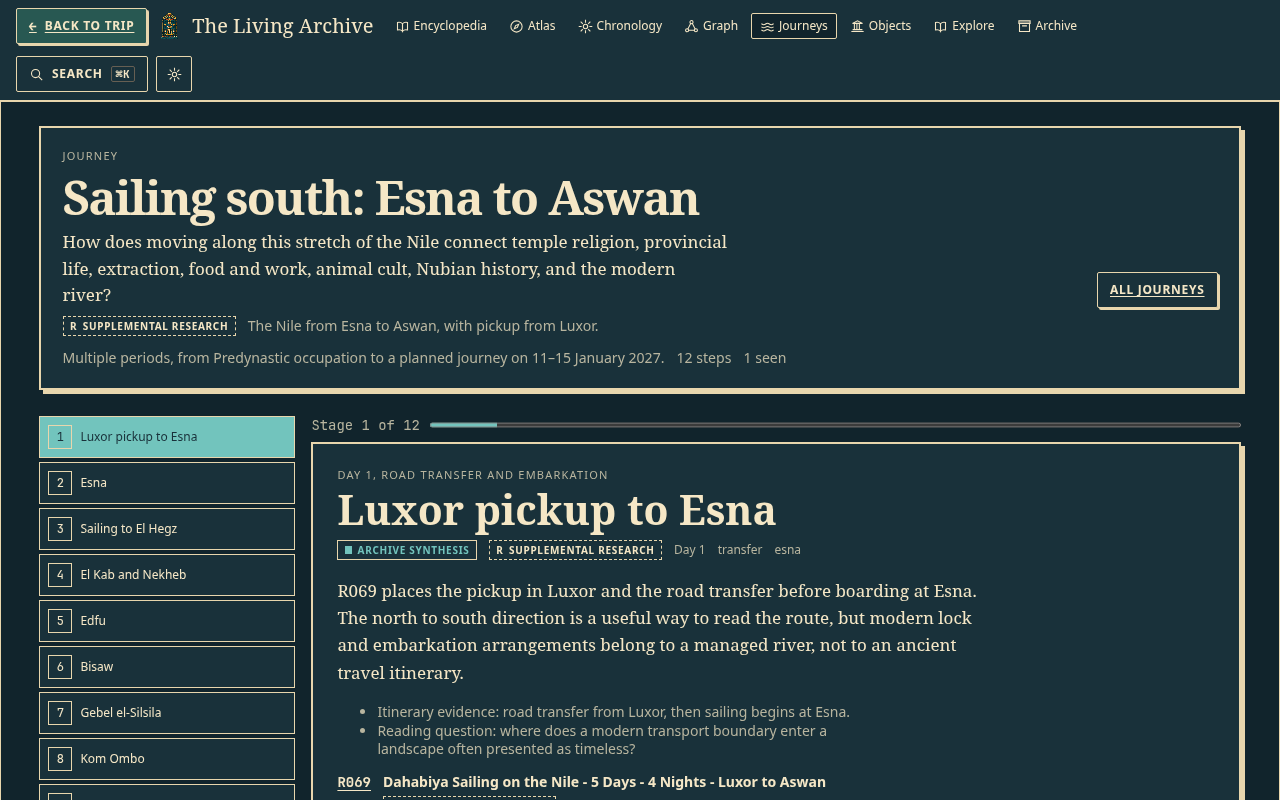 ← BACK TO TRIP
The Living Archive
Encyclopedia
Atlas
Chronology
Graph
Journeys
Objects
Explore
Archive
SEARCH ⌘K
JOURNEY
Sailing south: Esna to Aswan
How does moving along this stretch of the Nile connect temple religion, provincial
life, extraction, food and work, animal cult, Nubian history, and the modern
river?
R SUPPLEMENTAL RESEARCH The Nile from Esna to Aswan, with pickup from Luxor.
Multiple periods, from Predynastic occupation to a planned journey on 11–15 January 2027. 12 steps 1 seen
ALL JOURNEYS
1 Luxor pickup to Esna
2 Esna
3 Sailing to El Hegz
4 El Kab and Nekheb
5 Edfu
6 Bisaw
7 Gebel el-Silsila
8 Kom Ombo
Stage 1 of 12
DAY 1, ROAD TRANSFER AND EMBARKATION
Luxor pickup to Esna
ARCHIVE SYNTHESIS R SUPPLEMENTAL RESEARCH Day 1 transfer esna
R069 places the pickup in Luxor and the road transfer before boarding at Esna.
The north to south direction is a useful way to read the route, but modern lock
and embarkation arrangements belong to a managed river, not to an ancient
travel itinerary.
• Itinerary evidence: road transfer from Luxor, then sailing begins at Esna.
• Reading question: where does a modern transport boundary enter a
landscape often presented as timeless?
R069 Dahabiya Sailing on the Nile - 5 Days - 4 Nights - Luxor to Aswan